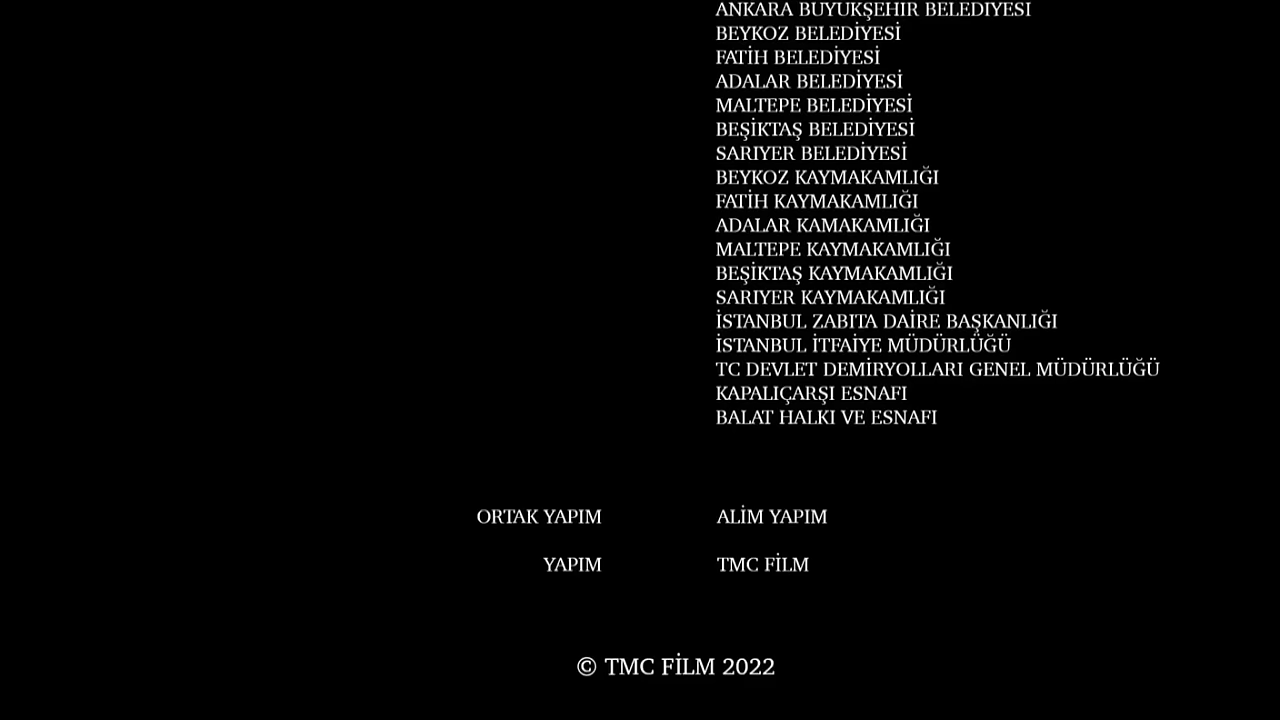 ANKARA BÜYÜKŞEHİR BELEDİYESİ
BEYKOZ BELEDİYESİ
FATİH BELEDİYESİ
ADALAR BELEDİYESİ
MALTEPE BELEDİYESİ
BEŞİKTAŞ BELEDİYESİ
SARIYER BELEDİYESİ
BEYKOZ KAYMAKAMLIĞI
FATİH KAYMAKAMLIĞI
ADALAR KAMAKAMLIĞI
MALTEPE KAYMAKAMLIĞI
BEŞİKTAŞ KAYMAKAMLIĞI
SARIYER KAYMAKAMLIĞI
İSTANBUL ZABITA DAİRE BAŞKANLIĞI
İSTANBUL İTFAİYE MÜDÜRLÜĞÜ
TC DEVLET DEMİRYOLLARI GENEL MÜDÜRLÜĞÜ
KAPALIÇARŞI ESNAFI
BALAT HALKI VE ESNAFI
ORTAK YAPIM ALİM YAPIM
YAPIM TMC FİLM
© TMC FİLM 2022